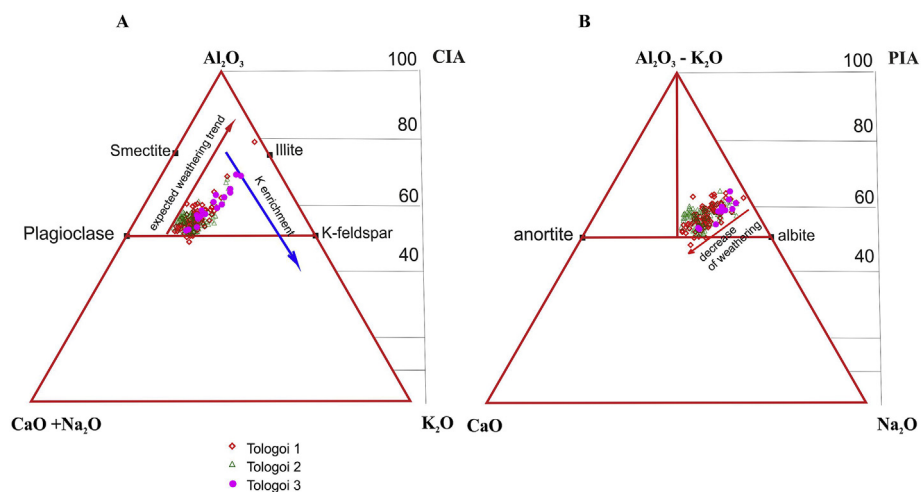 A
Al₂O₃
100
CIA
80
Smectite
Illite
expected weathering trend
K enrichment
60
Plagioclase
K-feldspar
40
CaO +Na₂O
K₂O
B
Al₂O₃ - K₂O
100
PIA
80
60
anortite
albite
decrease
of weathering
40
CaO
Na₂O
Tologoi 1
Tologoi 2
Tologoi 3